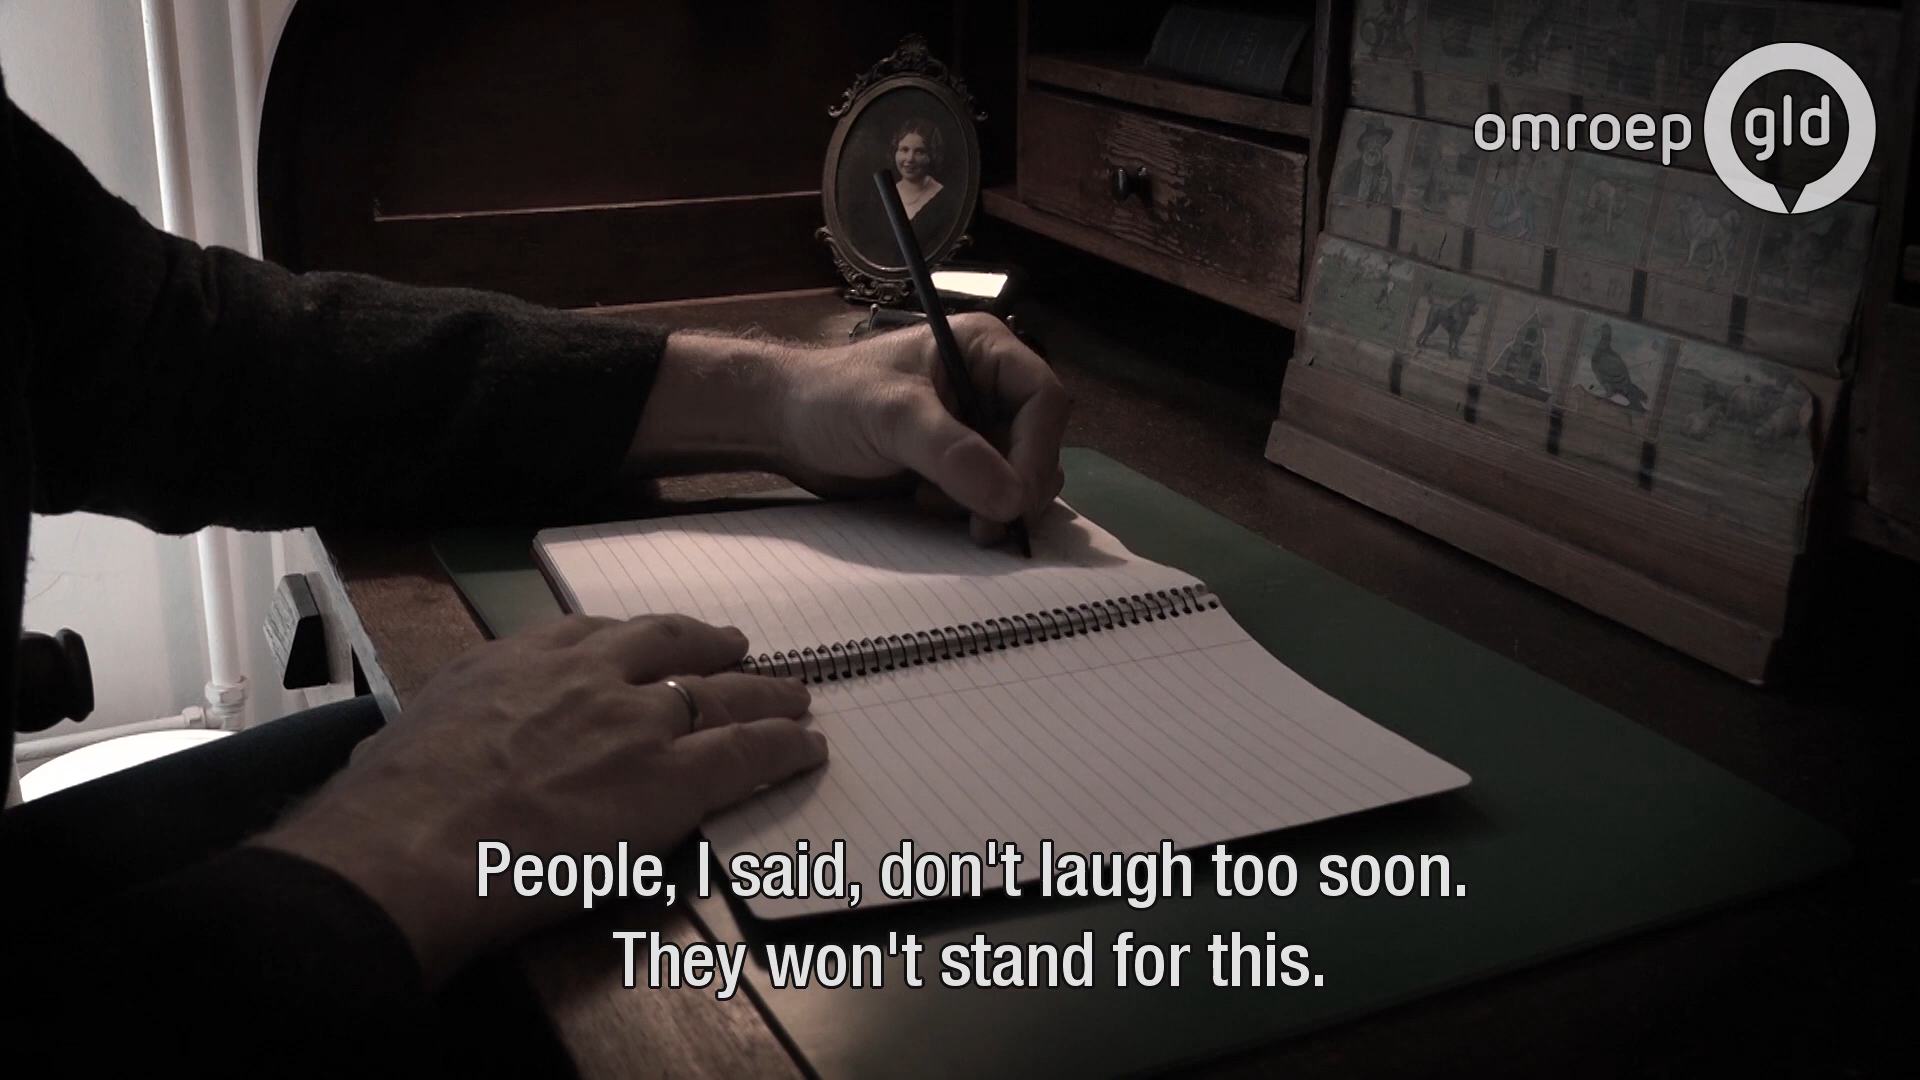 omroep gld
People, I said, don't laugh too soon.
They won't stand for this.